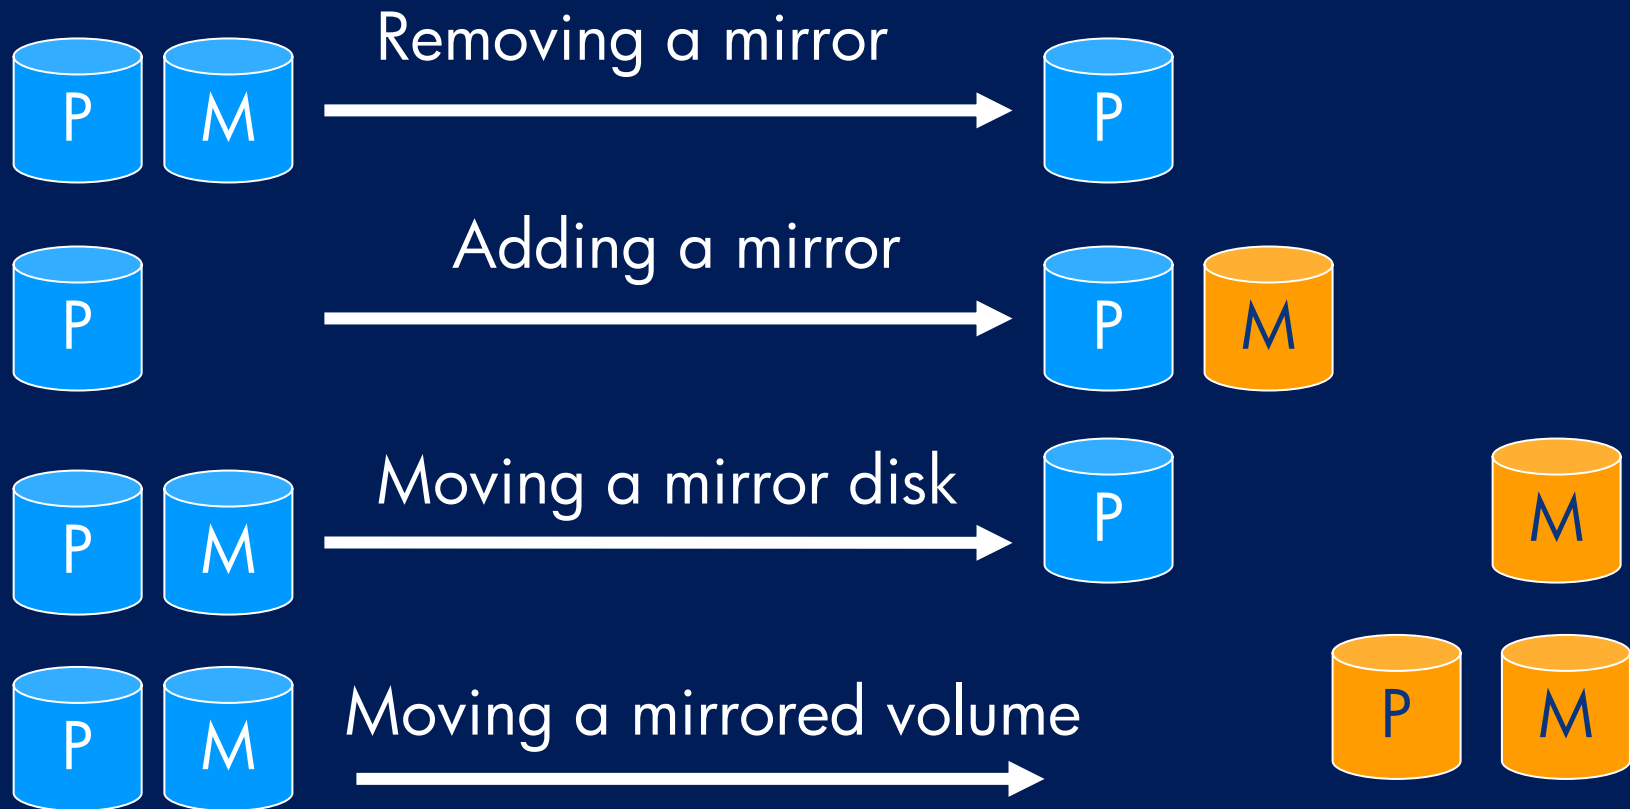 Removing a mirror
P M P
Adding a mirror
P P M
Moving a mirror disk
P M P M
Moving a mirrored volume
P M P M